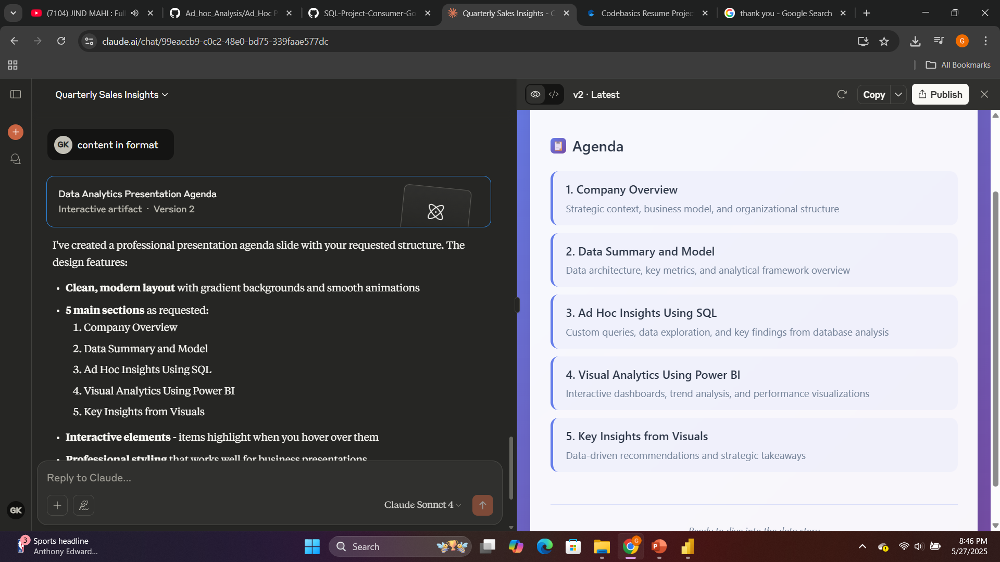 (7104) JIND MAHI : Ful
Ad_hoc_Analysis/Ad_Hoc P
SQL-Project-Consumer-Go
Quarterly Sales Insights - C
Codebasics Resume Project
thank you - Google Search
claude.ai/chat/99eaccb9-c0c2-48e0-bd75-339faae577dc
G
All Bookmarks
Quarterly Sales Insights
v2 · Latest
Copy
Publish
GK
content in format
Data Analytics Presentation Agenda
Interactive artifact · Version 2
I've created a professional presentation agenda slide with your requested structure. The
design features:
• Clean, modern layout with gradient backgrounds and smooth animations
• 5 main sections as requested:
1. Company Overview
2. Data Summary and Model
3. Ad Hoc Insights Using SQL
4. Visual Analytics Using Power BI
5. Key Insights from Visuals
• Interactive elements - items highlight when you hover over them
• Professional styling that works well for business presentations
Reply to Claude...
Claude Sonnet 4
GK
Agenda
1. Company Overview
Strategic context, business model, and organizational structure
2. Data Summary and Model
Data architecture, key metrics, and analytical framework overview
3. Ad Hoc Insights Using SQL
Custom queries, data exploration, and key findings from database analysis
4. Visual Analytics Using Power BI
Interactive dashboards, trend analysis, and performance visualizations
5. Key Insights from Visuals
Data-driven recommendations and strategic takeaways
Ready to dive into the data story
3
Sports headline
Anthony Edward...
Search
G
P
8:46 PM
5/27/2025